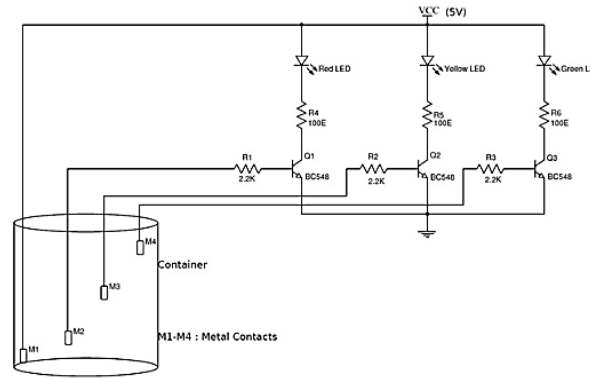 VCC (5V)
Red LED
Yellow LED
Green L
R4
100E
R5
100E
R6
100E
R1
2.2K
Q1
BC548
R2
2.2K
Q2
BC548
R3
2.2K
Q3
BC548
M4
Container
M3
M2
M1-M4 : Metal Contacts
M1